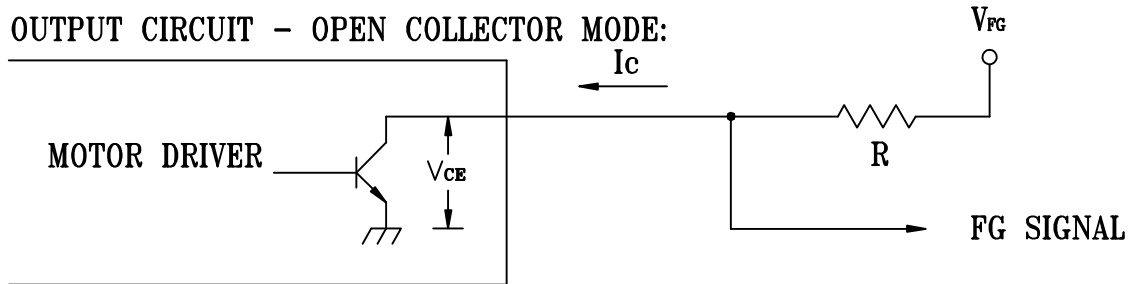 OUTPUT CIRCUIT - OPEN COLLECTOR MODE:
VFG
Ic
MOTOR DRIVER
VCE
R
FG SIGNAL